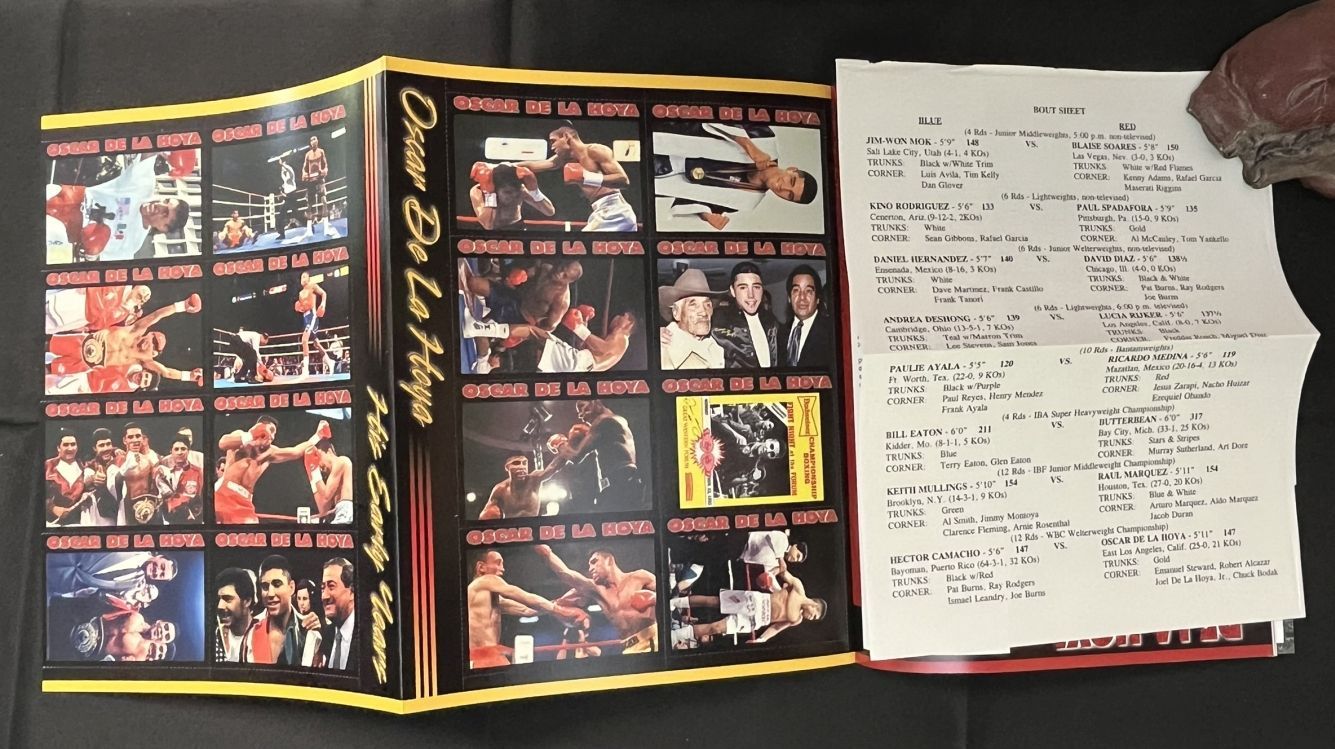 OSCAR DE LA HOYA
OSCAR DE LA HOYA
OSCAR DE LA HOYA
OSCAR DE LA HOYA
OSCAR DE LA HOYA
OSCAR DE LA HOYA
OSCAR DE LA HOYA
OSCAR DE LA HOYA
Oscar De La Hoya
His Early Years
OSCAR DE LA HOYA
OSCAR DE LA HOYA
OSCAR DE LA HOYA
OSCAR DE LA HOYA
OSCAR DE LA HOYA
OSCAR DE LA HOYA
Budweiser
CHAMPIONSHIP
BOXING
FIGHT NIGHT at the FORUM
OSCAR DE LA HOYA
OSCAR DE LA HOYA
BOUT SHEET
BLUE
RED
(4 Rds - Junior Middleweights, 5:00 p.m. non-televised)
JIM-WON MOK - 5'9" 148 VS. BLAISE SOARES - 5'8" 150
Salt Lake City, Utah (4-1, 4 KOs) Las Vegas, Nev. (3-0, 3 KOs)
TRUNKS: Black w/White Trim TRUNKS: White w/Red Flames
CORNER: Luis Avila, Tim Kelly CORNER: Kenny Adams, Rafael Garcia
Dan Glover Maserati Riggins
(6 Rds - Lightweights, non-televised)
KINO RODRIGUEZ - 5'6" 133 VS. PAUL SPADAFORA - 5'9" 135
Cenerton, Ariz. (9-12-2, 2KOs) Pittsburgh, Pa. (15-0, 9 KOs)
TRUNKS: White TRUNKS: Gold
CORNER: Sean Gibbons, Rafael Garcia CORNER: Al McCauley, Tom Yankello
(6 Rds - Junior Welterweights, non-televised)
DANIEL HERNANDEZ - 5'7" 140 VS. DAVID DIAZ - 5'6" 138½
Ensenada, Mexico (8-16, 3 KOs) Chicago, Ill. (4-0, 0 KOs)
TRUNKS: White TRUNKS: Black & White
CORNER: Dave Martinez, Frank Castillo CORNER: Pat Burns, Ray Rodgers
Frank Tanori Joe Burns
(6 Rds - Lightweights, 6:00 p.m. televised)
ANDREA DESHONG - 5'6" 139 VS. LUCIA RIJKER - 5'6" 137½
Cambridge, Ohio (13-5-1, 7 KOs) Los Angeles, Calif. (8-0, 7 KOs)
TRUNKS: Teal w/Matron Trim TRUNKS: Black
CORNER: Lee Stevens, Sam Jones CORNER: Freddie Roach, Miguel Diaz
(10 Rds - Bantamweights)
PAULIE AYALA - 5'5" 120 VS. RICARDO MEDINA - 5'6" 119
Ft. Worth, Tex. (22-0, 9 KOs) Mazatlan, Mexico (20-16-4, 13 KOs)
TRUNKS: Black w/Purple TRUNKS: Red
CORNER: Paul Reyes, Henry Mendez CORNER: Jesus Zarapi, Nacho Huizar
Frank Ayala Ezequiel Obando
(4 Rds - IBA Super Heavyweight Championship)
BILL EATON - 6'0" 211 VS. BUTTERBEAN - 6'0" 317
Kidder, Mo. (8-1-1, 5 KOs) Bay City, Mich. (33-1, 25 KOs)
TRUNKS: Blue TRUNKS: Stars & Stripes
CORNER: Terry Eaton, Glen Eaton CORNER: Murray Sutherland, Art Dore
(12 Rds - IBF Junior Middleweight Championship)
KEITH MULLINGS - 5'10" 154 VS. RAUL MARQUEZ - 5'11" 154
Brooklyn, N.Y. (14-3-1, 9 KOs) Houston, Tex. (27-0, 20 KOs)
TRUNKS: Green TRUNKS: Blue & White
CORNER: Al Smith, Jimmy Montoya CORNER: Arturo Marquez, Aldo Marquez
Clarence Fleming, Arnie Rosenthal Jacob Duran
(12 Rds - WBC Welterweight Championship)
HECTOR CAMACHO - 5'6" 147 VS. OSCAR DE LA HOYA - 5'11" 147
Bayoman, Puerto Rico (64-3-1, 32 KOs) East Los Angeles, Calif. (25-0, 21 KOs)
TRUNKS: Black w/Red TRUNKS: Gold
CORNER: Pat Burns, Ray Rodgers CORNER: Emanuel Steward, Robert Alcazar
Ismael Leandry, Joe Burns Joel De La Hoya, Jr., Chuck Bodak